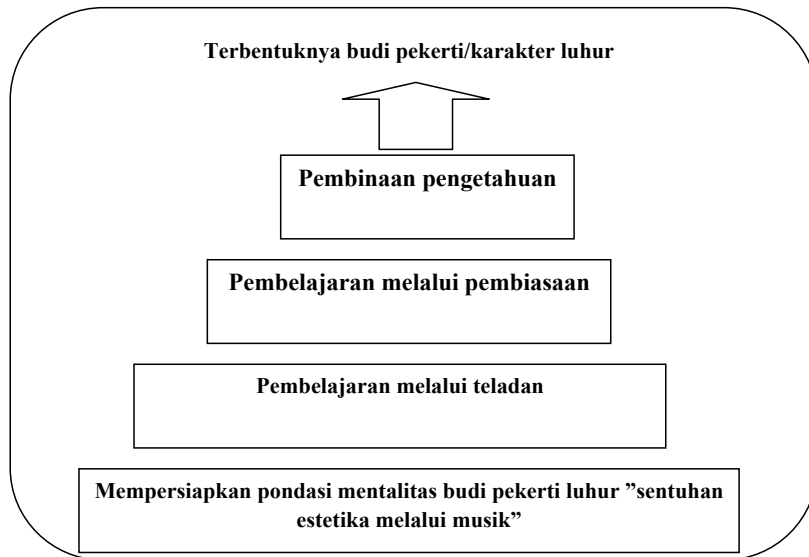 Terbentuknya budi pekerti/karakter luhur
Pembinaan pengetahuan
Pembelajaran melalui pembiasaan
Pembelajaran melalui teladan
Mempersiapkan pondasi mentalitas budi pekerti luhur ”sentuhan
estetika melalui musik”